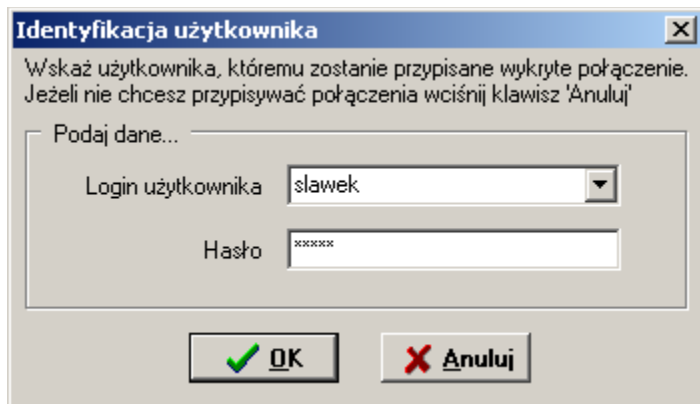 Identyfikacja użytkownika
Wskaż użytkownika, któremu zostanie przypisane wykryte połączenie.
Jeżeli nie chcesz przypisywać połączenia wciśnij klawisz 'Anuluj'
Podaj dane...
Login użytkownika slawek
Hasło xxxxx
OK Anuluj